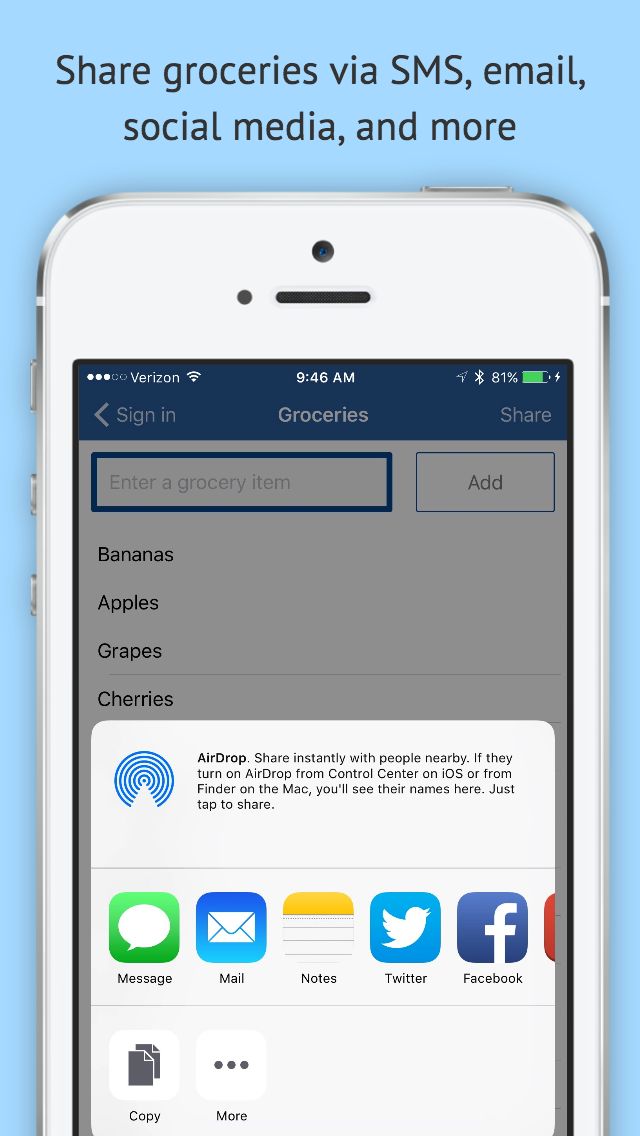 Share groceries via SMS, email,
social media, and more
Verizon 9:46 AM 81%
Sign in Groceries Share
Enter a grocery item Add
Bananas
Apples
Grapes
Cherries
AirDrop. Share instantly with people nearby. If they
turn on AirDrop from Control Center on iOS or from
Finder on the Mac, you'll see their names here. Just
tap to share.
Message Mail Notes Twitter Facebook
Copy More